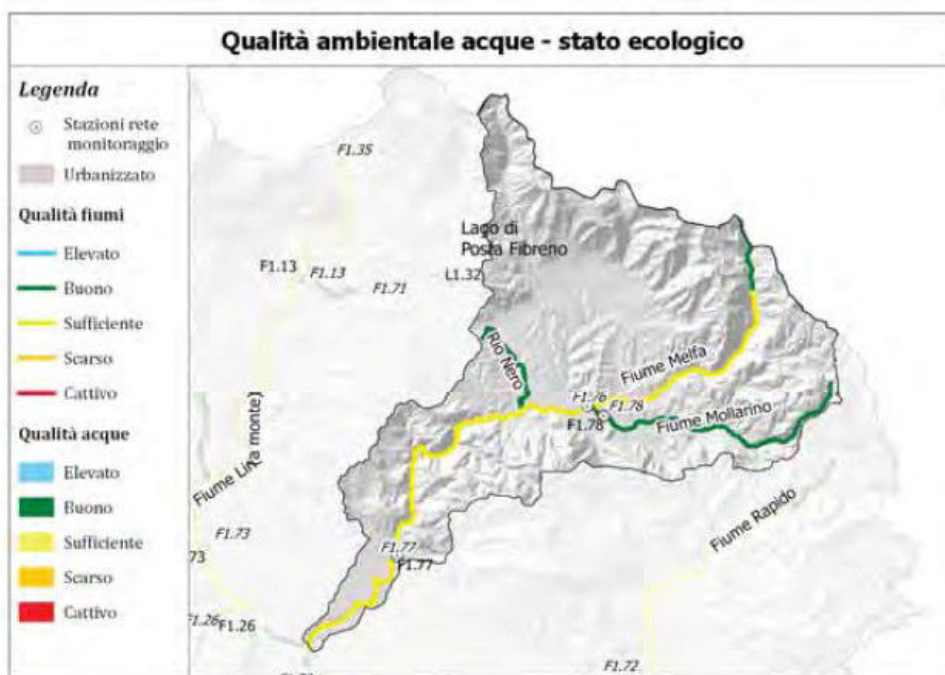 Qualità ambientale acque - stato ecologico
Legenda
Stazioni rete
monitoraggio
Urbanizzato
Qualità fiumi
Elevato
Buono
Sufficiente
Scarso
Cattivo
Qualità acque
Elevato
Buono
Sufficiente
Scarso
Cattivo
F1.35
Lago di
Posta Fibreno
F1.13
F1.13
F1.71
L1.32
Rio Nero
Fiume Melfa
F1.76
F1.78
F1.78
Fiume Mollarino
(a monte)
Fiume Liri
Fiume Rapido
F1.73
73
F1.77
F1.77
F1.26
F1.26
F1.72